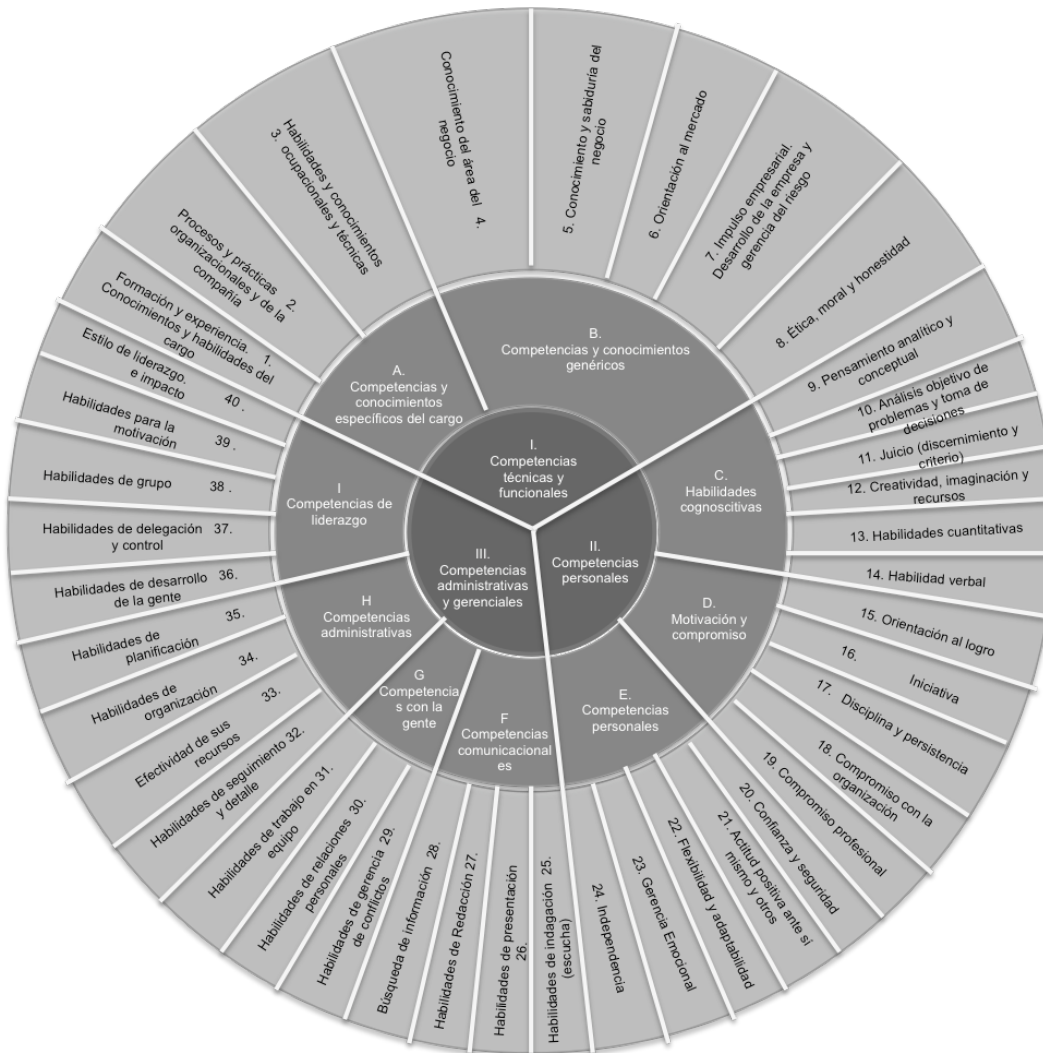 I.
Competencias
técnicas y
funcionales
II.
Competencias
personales
III.
Competencias
administrativas
y gerenciales
A.
Competencias y
conocimientos
específicos del cargo
B.
Competencias y conocimientos
genéricos
C.
Habilidades
cognoscitivas
D.
Motivación y
compromiso
E.
Competencias
personales
F
Competencias
comunicacional
es
G
Competencia
s con la
gente
H
Competencias
administrativas
I
Competencias de
liderazgo
Formación y experiencia. 1.
Conocimientos y habilidades del
cargo
Procesos y prácticas 2.
organizacionales y de la
compañía
Habilidades y conocimientos
3. ocupacionales y técnicas
Conocimiento del área del 4.
negocio
5. Conocimiento y sabiduría del
negocio
6. Orientación al mercado
7. Impulso empresarial.
Desarrollo de la empresa y
gerencia del riesgo
8. Ética, moral y honestidad
9. Pensamiento analítico y
conceptual
10. Análisis objetivo de
problemas y toma de
decisiones
11. Juicio (discernimiento y
criterio)
12. Creatividad, imaginación y
recursos
13. Habilidades cuantitativas
14. Habilidad verbal
15. Orientación al logro
16. Iniciativa
17. Disciplina y persistencia
18. Compromiso con la
organización
19. Compromiso profesional
20. Confianza y seguridad
21. Actitud positiva ante sí
mismo y otros
22. Flexibilidad y adaptabilidad
23. Gerencia Emocional
24. Independencia
Habilidades de indagación 25.
(escucha)
Habilidades de presentación
26.
Habilidades de Redacción 27.
Búsqueda de información 28.
Habilidades de gerencia 29.
de conflictos
Habilidades de relaciones 30.
personales
Habilidades de trabajo en 31.
equipo
Habilidades de seguimiento 32.
y detalle
Efectividad de sus 33.
recursos
Habilidades de 34.
organización
Habilidades de 35.
planificación
Habilidades de desarrollo 36.
de la gente
Habilidades de delegación 37.
y control
Habilidades de grupo 38 .
Habilidades para la 39 .
motivación
Estilo de liderazgo.
e impacto 40 .